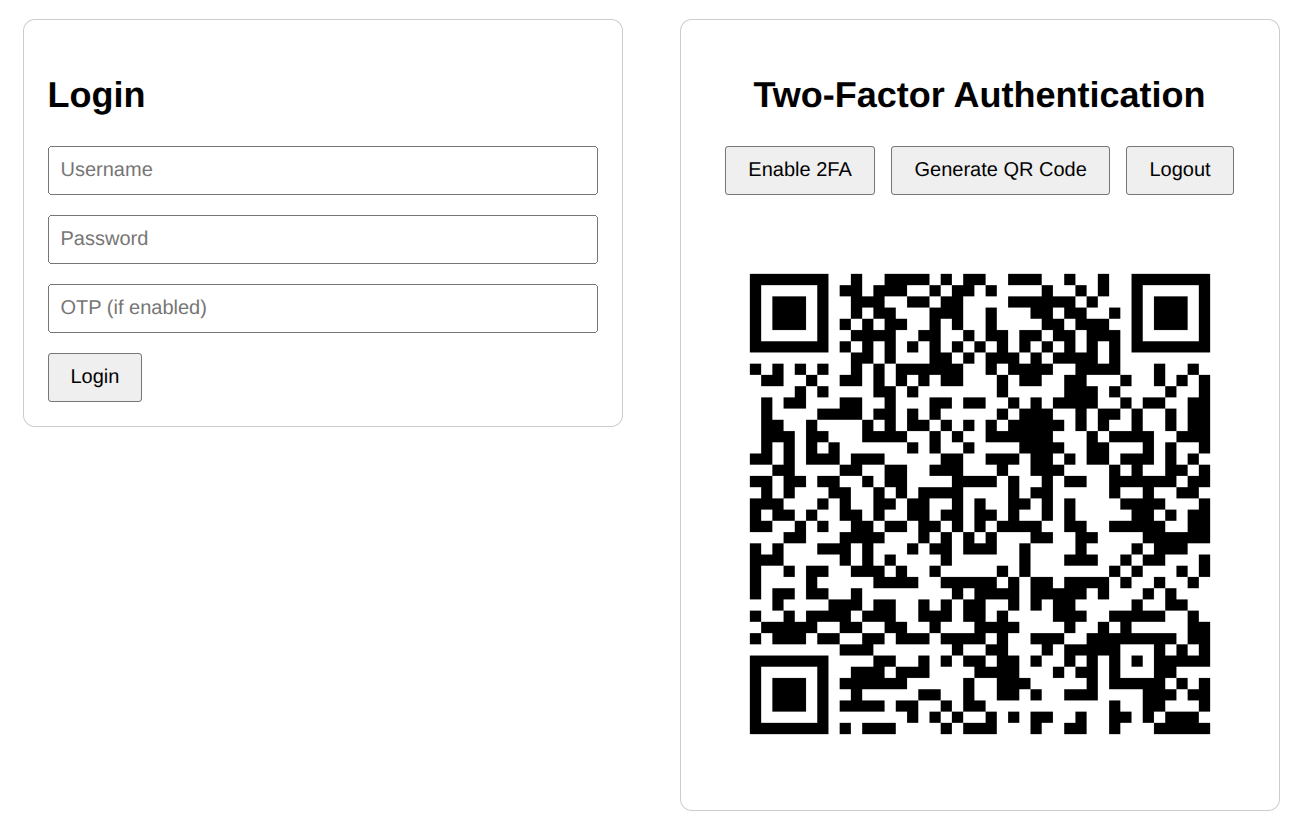 Login
Username
Password
OTP (if enabled)
Login
Two-Factor Authentication
Enable 2FA
Generate QR Code
Logout